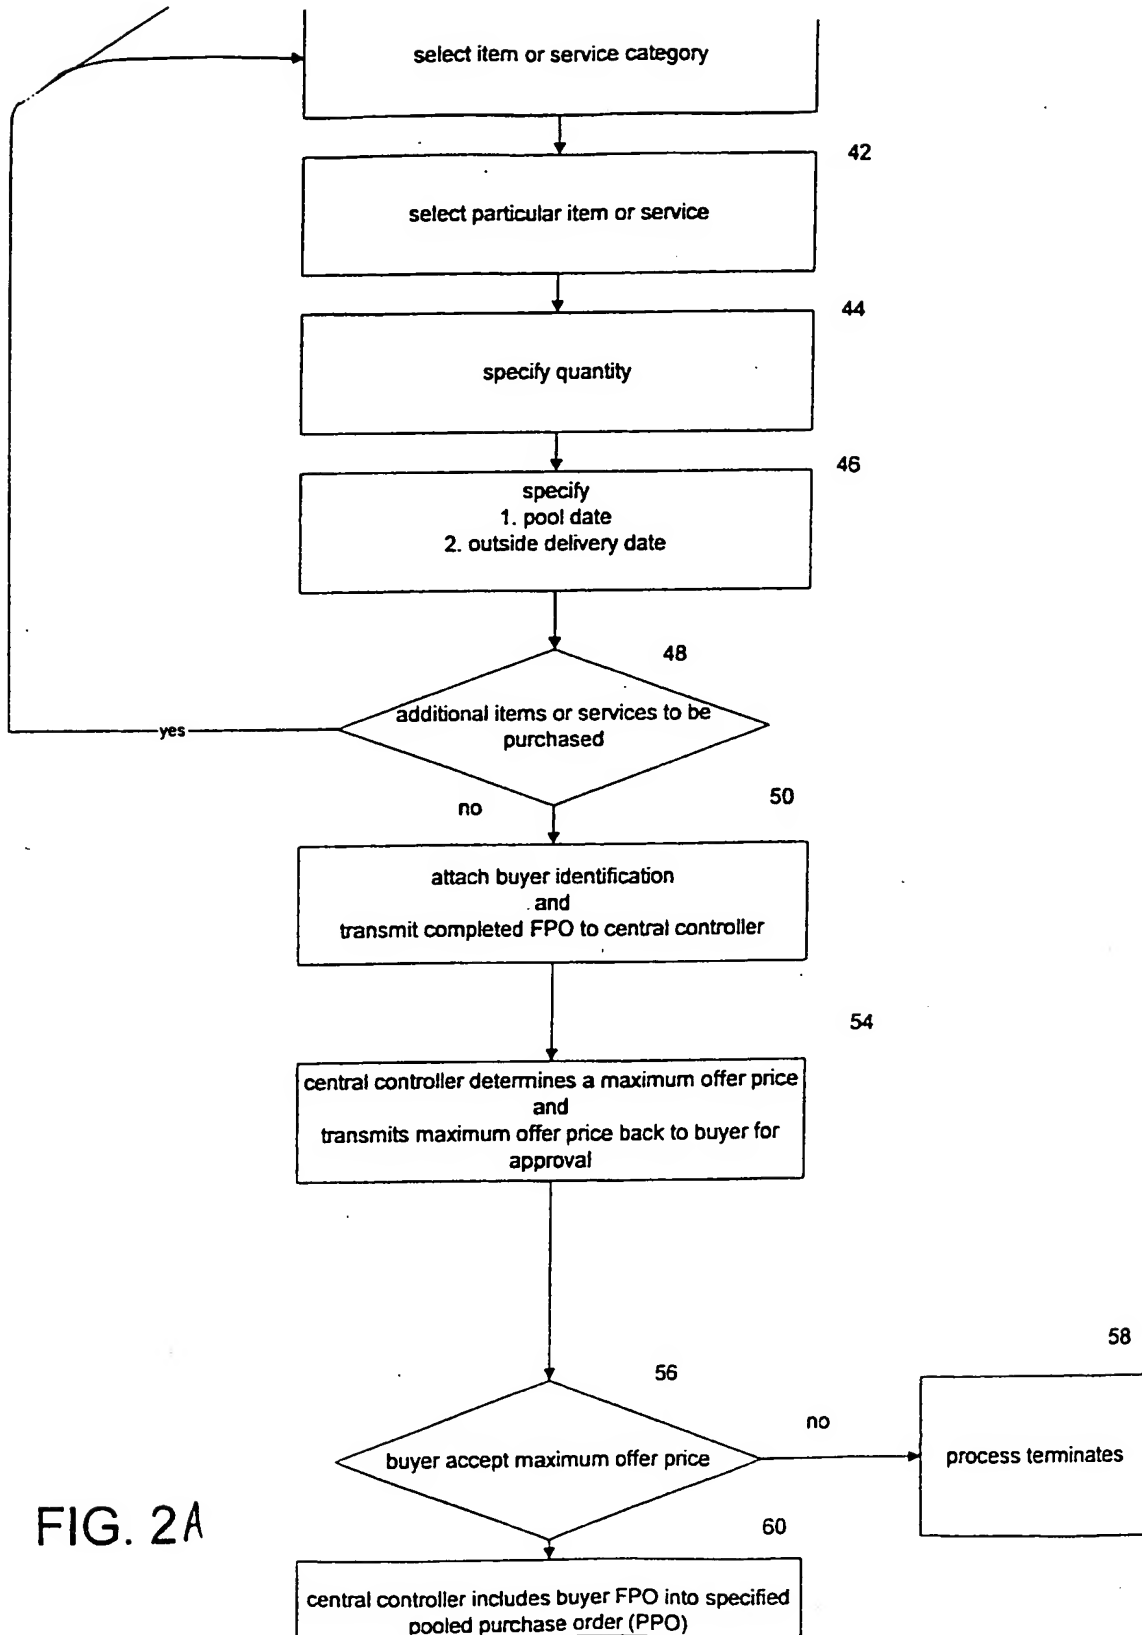 select item or service category
42
select particular item or service
44
specify quantity
46
specify
1. pool date
2. outside delivery date
48
additional items or services to be
purchased
yes
no
50
attach buyer identification
and
transmit completed FPO to central controller
54
central controller determines a maximum offer price
and
transmits maximum offer price back to buyer for
approval
56
58
buyer accept maximum offer price
no
process terminates
FIG. 2A
60
central controller includes buyer FPO into specified
pooled purchase order (PPO)